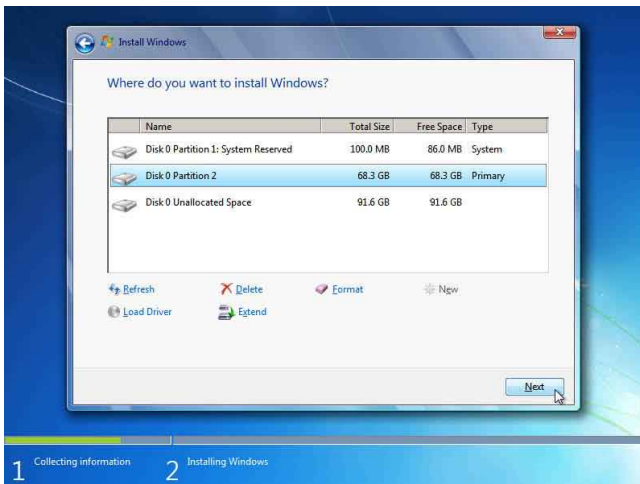 Install Windows
Where do you want to install Windows?
Name Total Size Free Space Type
Disk 0 Partition 1: System Reserved 100.0 MB 86.0 MB System
Disk 0 Partition 2 68.3 GB 68.3 GB Primary
Disk 0 Unallocated Space 91.6 GB 91.6 GB
Refresh Delete Format New
Load Driver Extend
Next
1 Collecting information 2 Installing Windows